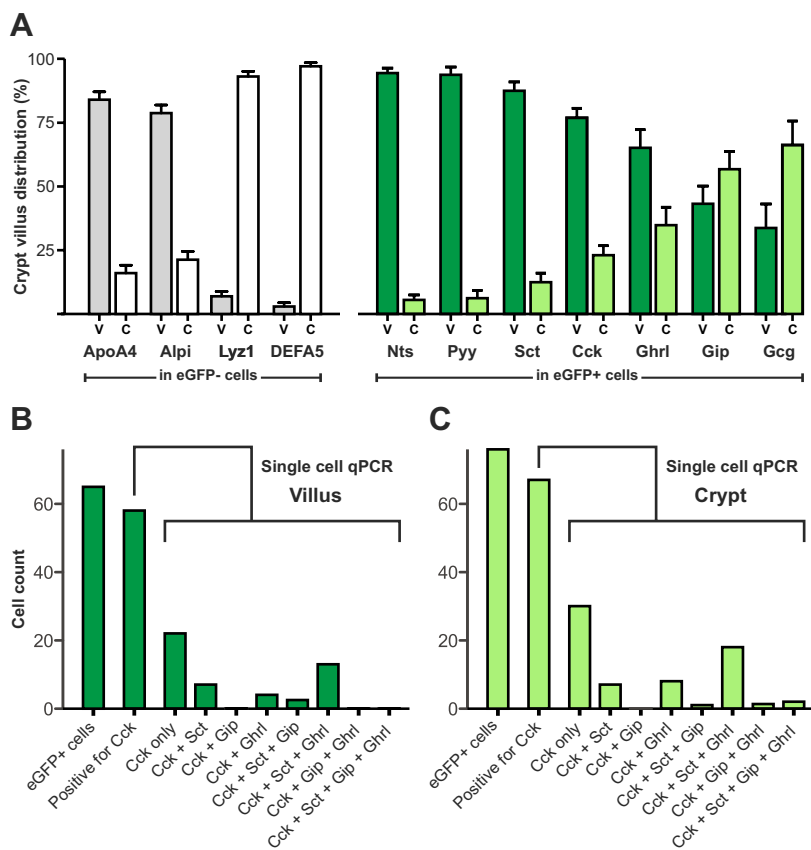 A
Crypt villus distribution (%)
100
75
50
25
V C V C V C V C V C V C V C V C V C V C V C
ApoA4 Alpi Lyz1 DEFA5 Nts Pyy Sct Cck Ghrl Gip Gcg
in eGFP- cells in eGFP+ cells
B
Single cell qPCR
Villus
Cell count
60
40
20
0
eGFP+ cells
Positive for Cck
Cck only
Cck + Sct
Cck + Gip
Cck + Ghrl
Cck + Sct + Gip
Cck + Sct + Ghrl
Cck + Gip + Ghrl
Cck + Sct + Gip + Ghrl
C
Single cell qPCR
Crypt
60
40
20
0
eGFP+ cells
Positive for Cck
Cck only
Cck + Sct
Cck + Gip
Cck + Ghrl
Cck + Sct + Gip
Cck + Sct + Ghrl
Cck + Gip + Ghrl
Cck + Sct + Gip + Ghrl